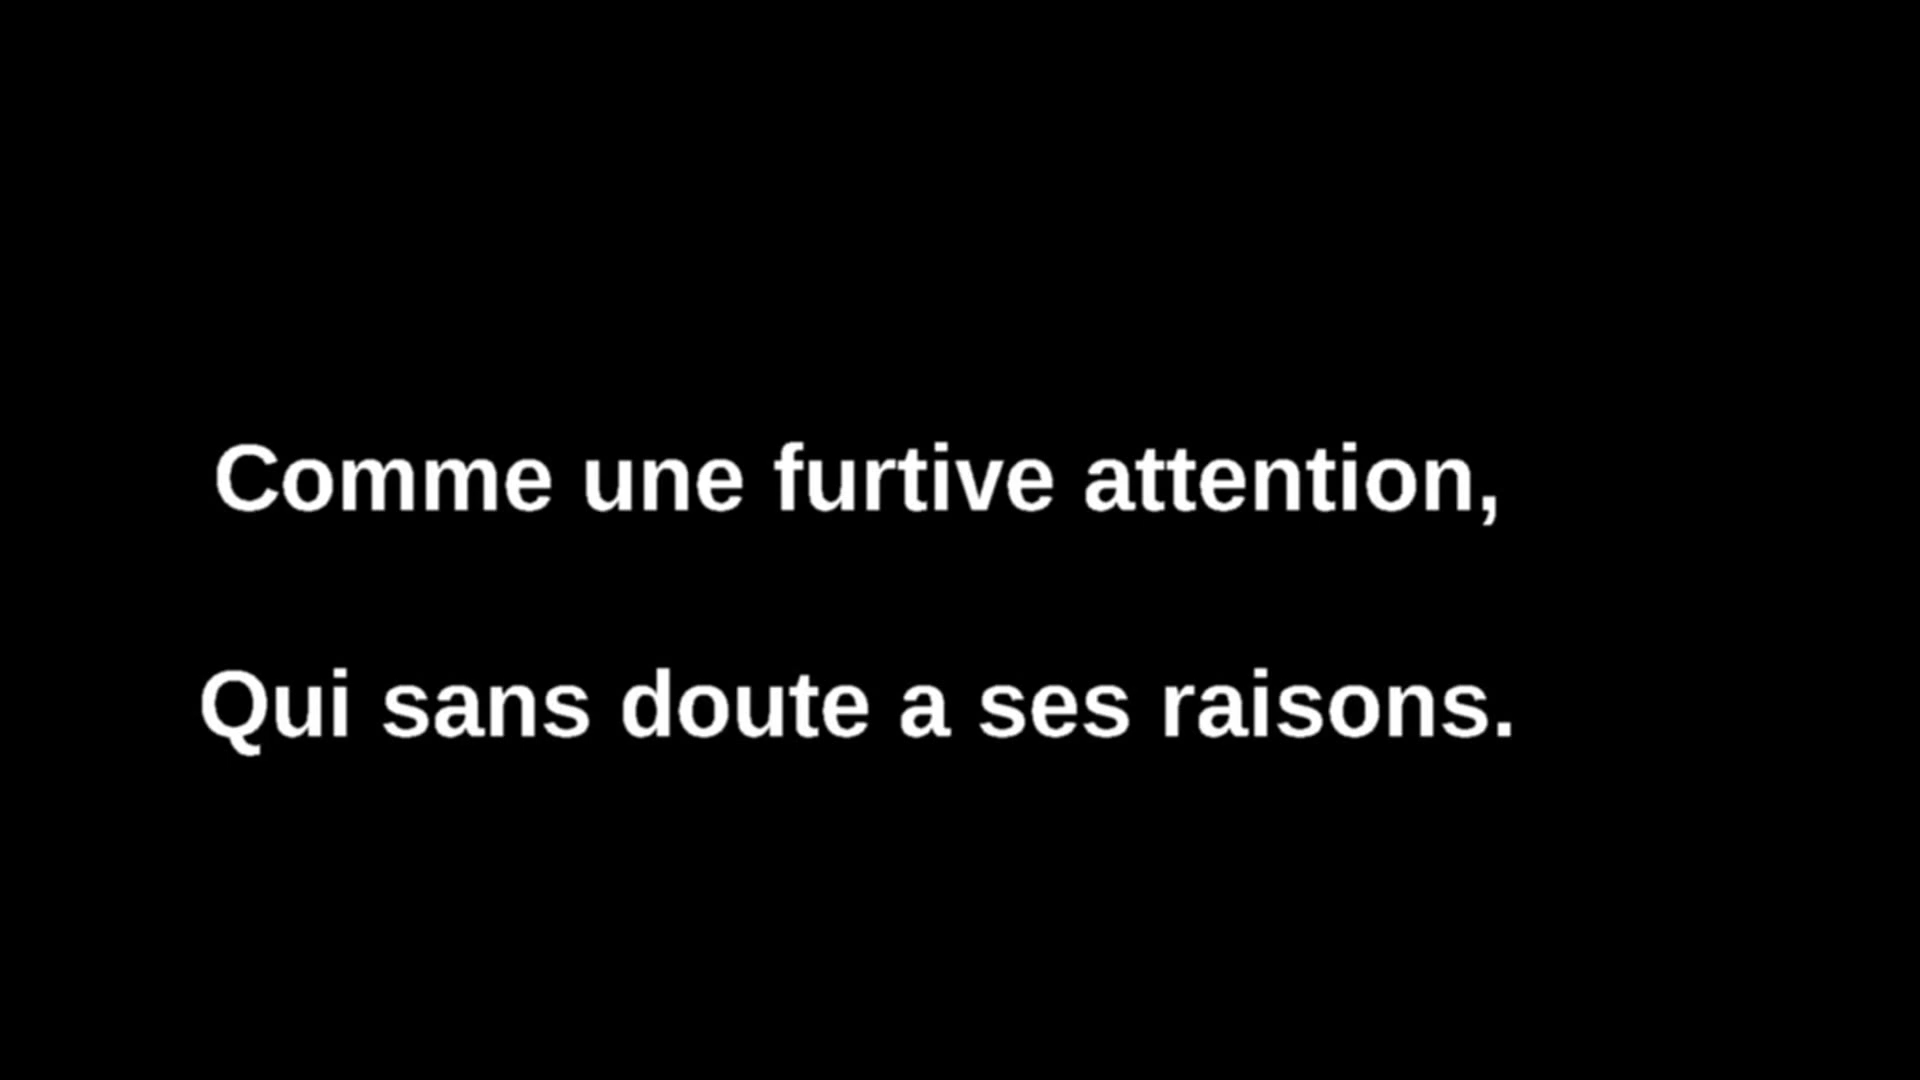 Comme une furtive attention,
Qui sans doute a ses raisons.